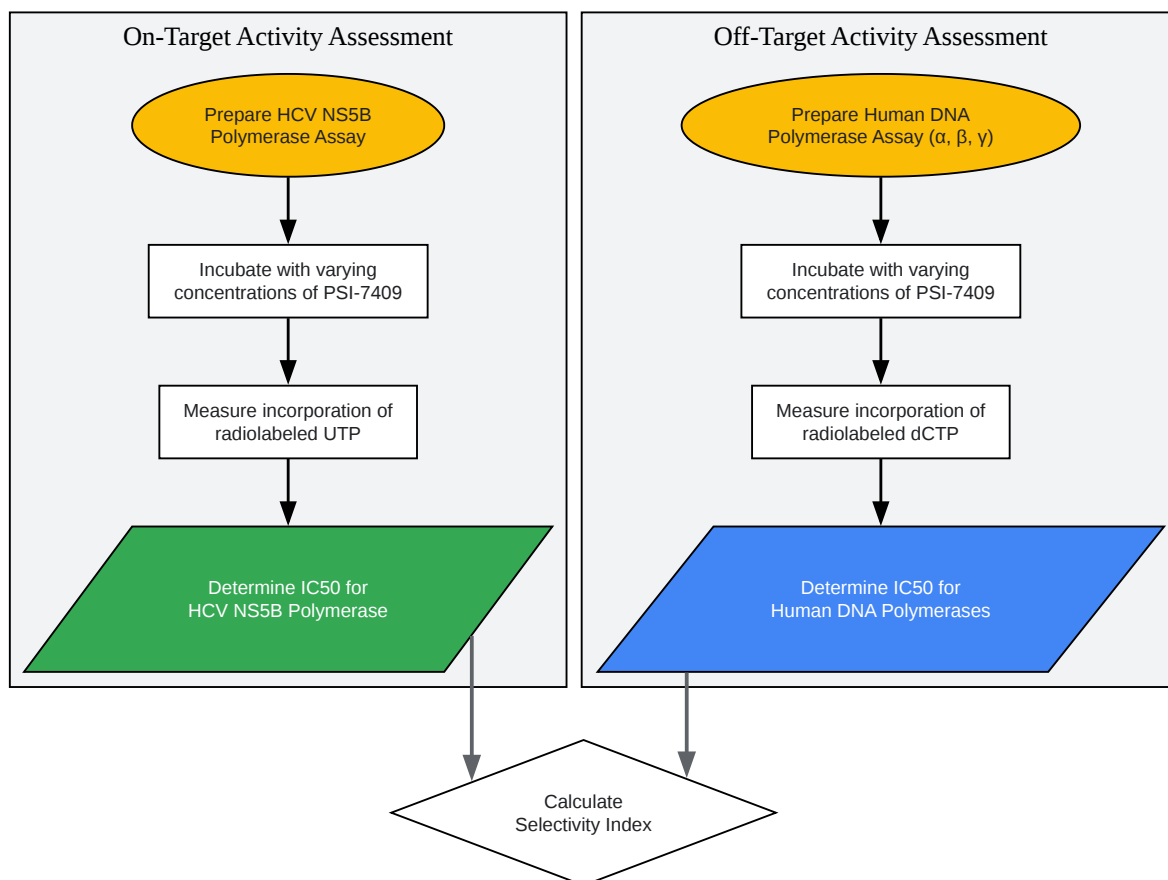 On-Target Activity Assessment
Prepare HCV NS5B
Polymerase Assay
Incubate with varying
concentrations of PSI-7409
Measure incorporation of
radiolabeled UTP
Determine IC50 for
HCV NS5B Polymerase
Off-Target Activity Assessment
Prepare Human DNA
Polymerase Assay (α, β, γ)
Incubate with varying
concentrations of PSI-7409
Measure incorporation of
radiolabeled dCTP
Determine IC50 for
Human DNA Polymerases
Calculate
Selectivity Index